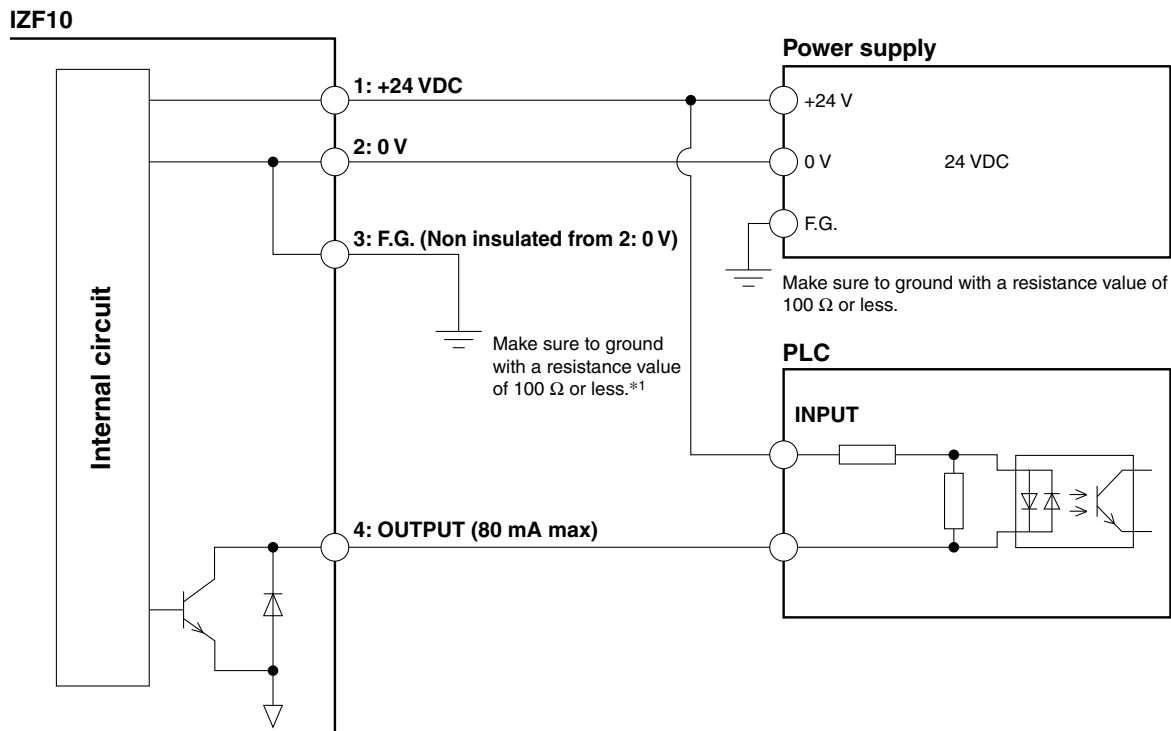 IZF10
Power supply
1: +24 VDC
+24 V
2: 0 V
0 V
24 VDC
F.G.
3: F.G. (Non insulated from 2: 0 V)
Make sure to ground with a resistance value of
100 Ω or less.
Make sure to ground
with a resistance value
of 100 Ω or less.*1
Internal circuit
PLC
INPUT
4: OUTPUT (80 mA max)